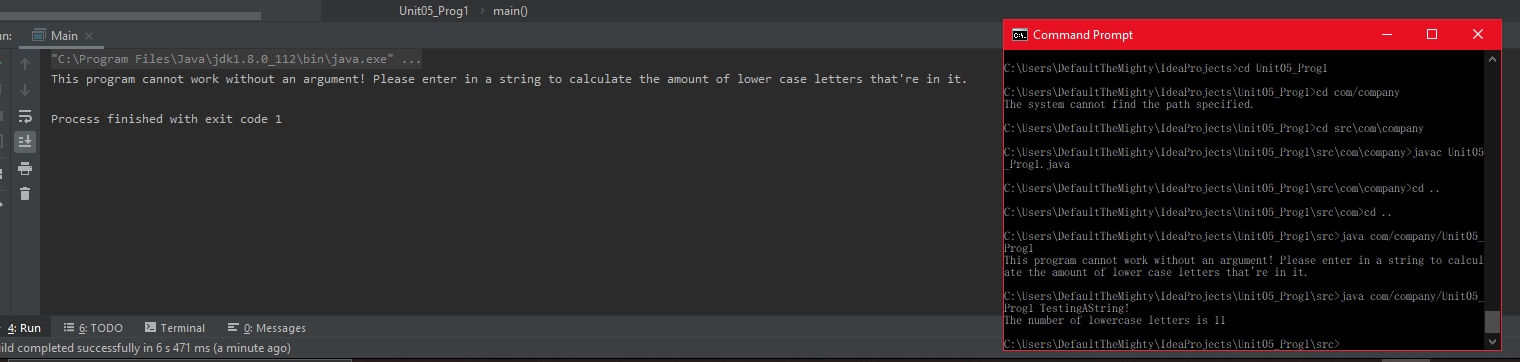 Unit05_Prog1 > main()
un: Main
"C:\Program Files\Java\jdk1.8.0_112\bin\java.exe" ...
This program cannot work without an argument! Please enter in a string to calculate the amount of lower case letters that're in it.
Process finished with exit code 1
4: Run 6: TODO Terminal 0: Messages
uild completed successfully in 6 s 471 ms (a minute ago)
Command Prompt
C:\Users\DefaultTheMighty\IdeaProjects>cd Unit05_Prog1
C:\Users\DefaultTheMighty\IdeaProjects\Unit05_Prog1>cd com/company
The system cannot find the path specified.
C:\Users\DefaultTheMighty\IdeaProjects\Unit05_Prog1>cd src\com\company
C:\Users\DefaultTheMighty\IdeaProjects\Unit05_Prog1\src\com\company>javac Unit05
_Prog1.java
C:\Users\DefaultTheMighty\IdeaProjects\Unit05_Prog1\src\com\company>cd ..
C:\Users\DefaultTheMighty\IdeaProjects\Unit05_Prog1\src\com>cd ..
C:\Users\DefaultTheMighty\IdeaProjects\Unit05_Prog1\src>java com/company/Unit05_
Prog1
This program cannot work without an argument! Please enter in a string to calcul
ate the amount of lower case letters that're in it.
C:\Users\DefaultTheMighty\IdeaProjects\Unit05_Prog1\src>java com/company/Unit05_
Prog1 TestingAString!
The number of lowercase letters is 11
C:\Users\DefaultTheMighty\IdeaProjects\Unit05_Prog1\src>